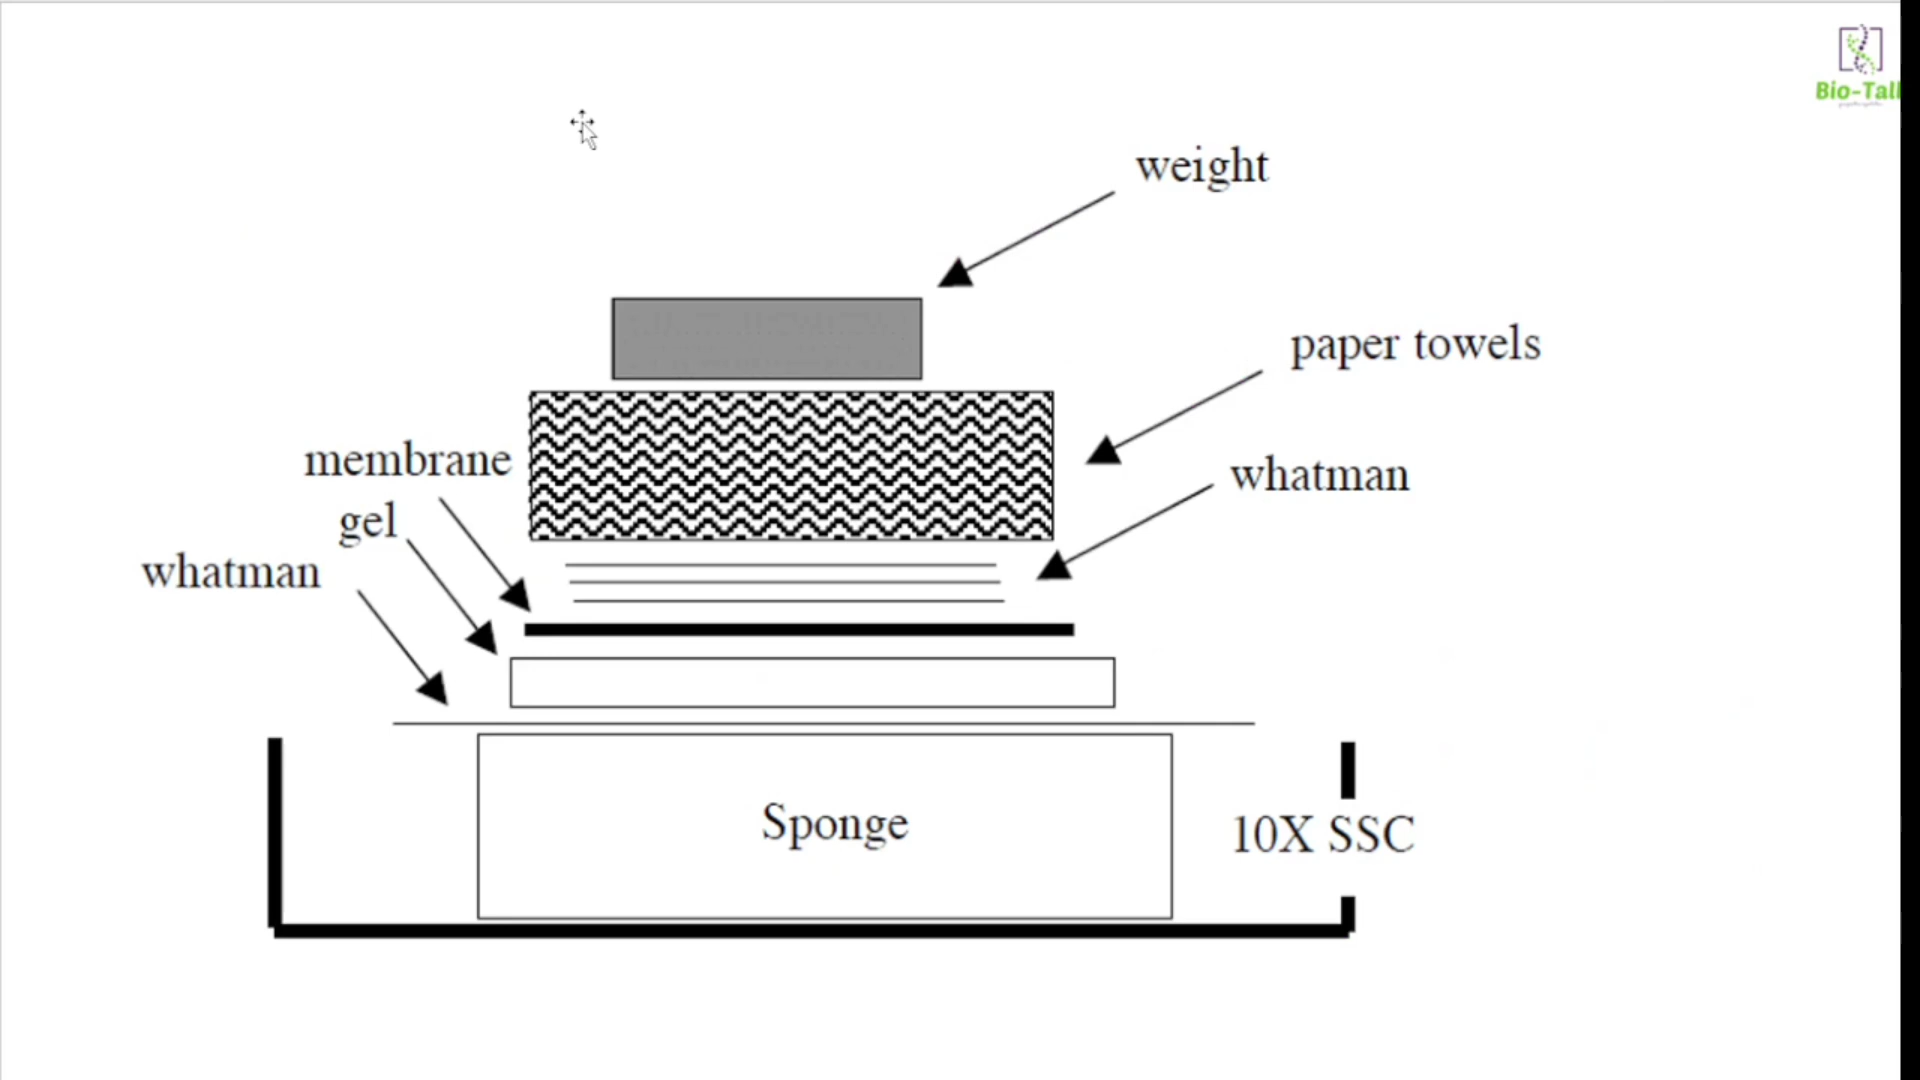 Bio-Tall
weight
paper towels
membrane
whatman
gel
whatman
Sponge
10X SSC